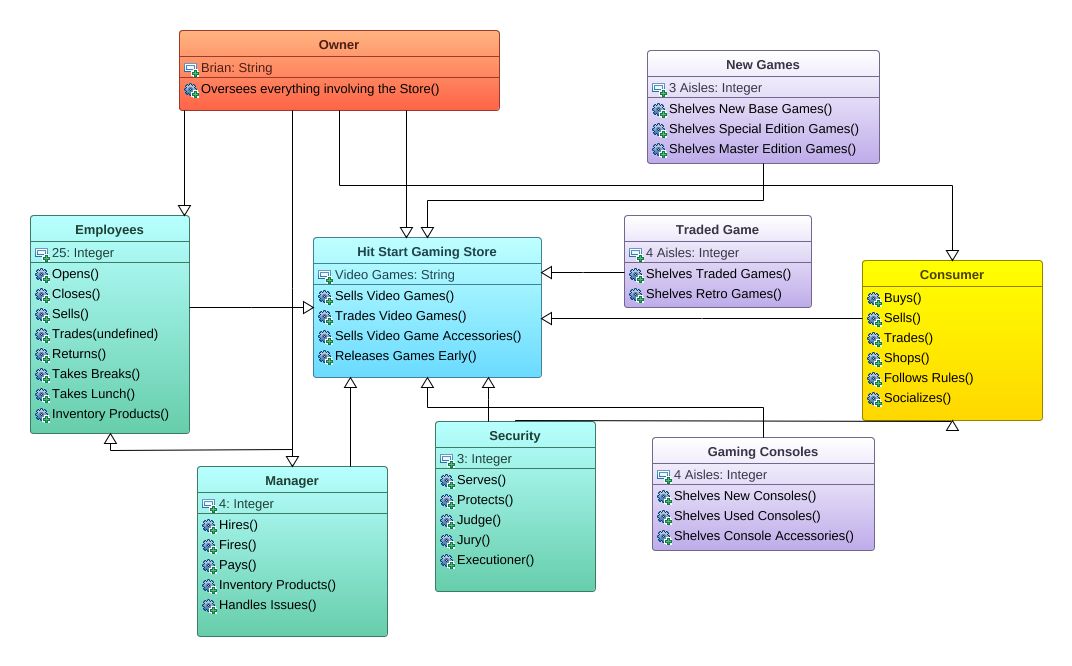 Owner
Brian: String
Oversees everything involving the Store()
New Games
3 Aisles: Integer
Shelves New Base Games()
Shelves Special Edition Games()
Shelves Master Edition Games()
Employees
25: Integer
Opens()
Closes()
Sells()
Trades(undefined)
Returns()
Takes Breaks()
Takes Lunch()
Inventory Products()
Hit Start Gaming Store
Video Games: String
Sells Video Games()
Trades Video Games()
Sells Video Game Accessories()
Releases Games Early()
Traded Game
4 Aisles: Integer
Shelves Traded Games()
Shelves Retro Games()
Consumer
Buys()
Sells()
Trades()
Shops()
Follows Rules()
Socializes()
Manager
4: Integer
Hires()
Fires()
Pays()
Inventory Products()
Handles Issues()
Security
3: Integer
Serves()
Protects()
Judge()
Jury()
Executioner()
Gaming Consoles
4 Aisles: Integer
Shelves New Consoles()
Shelves Used Consoles()
Shelves Console Accessories()